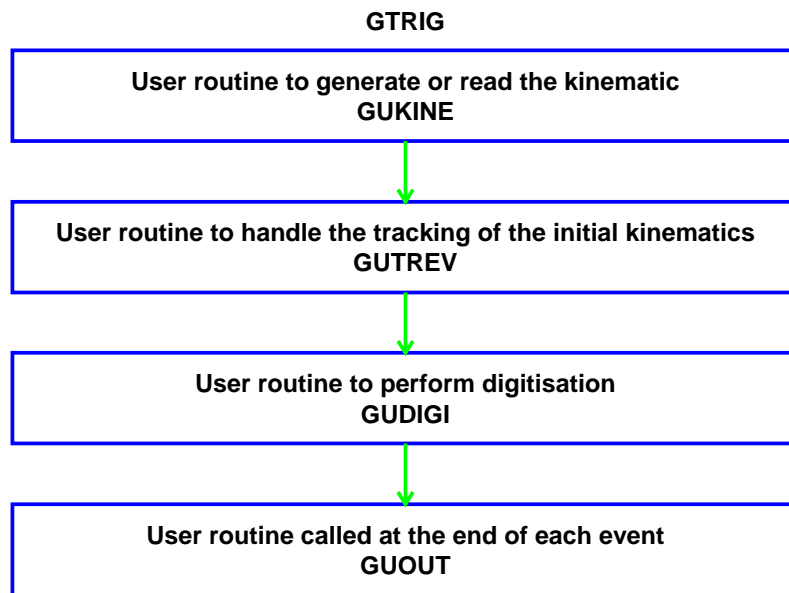 GTRIG
User routine to generate or read the kinematic
GUKINE
User routine to handle the tracking of the initial kinematics
GUTREV
User routine to perform digitisation
GUDIGI
User routine called at the end of each event
GUOUT